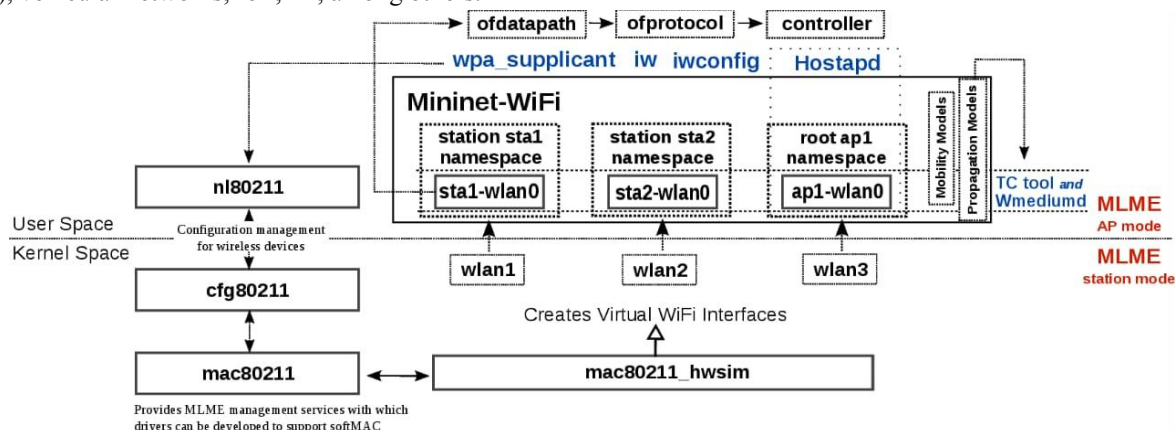 ofdatapath
ofprotocol
controller
wpa_supplicant iw iwconfig
Hostapd
Mininet-WiFi
station sta1
namespace
sta1-wlan0
station sta2
namespace
sta2-wlan0
root ap1
namespace
ap1-wlan0
Mobility Models
Propagation Models
TC tool and
Wmediumd
MLME
AP mode
nl80211
User Space
Configuration management
for wireless devices
Kernel Space
MLME
station mode
wlan1
wlan2
wlan3
cfg80211
Creates Virtual WiFi Interfaces
mac80211
mac80211_hwsim
Provides MLME management services with which
drivers can be developed to support softMAC